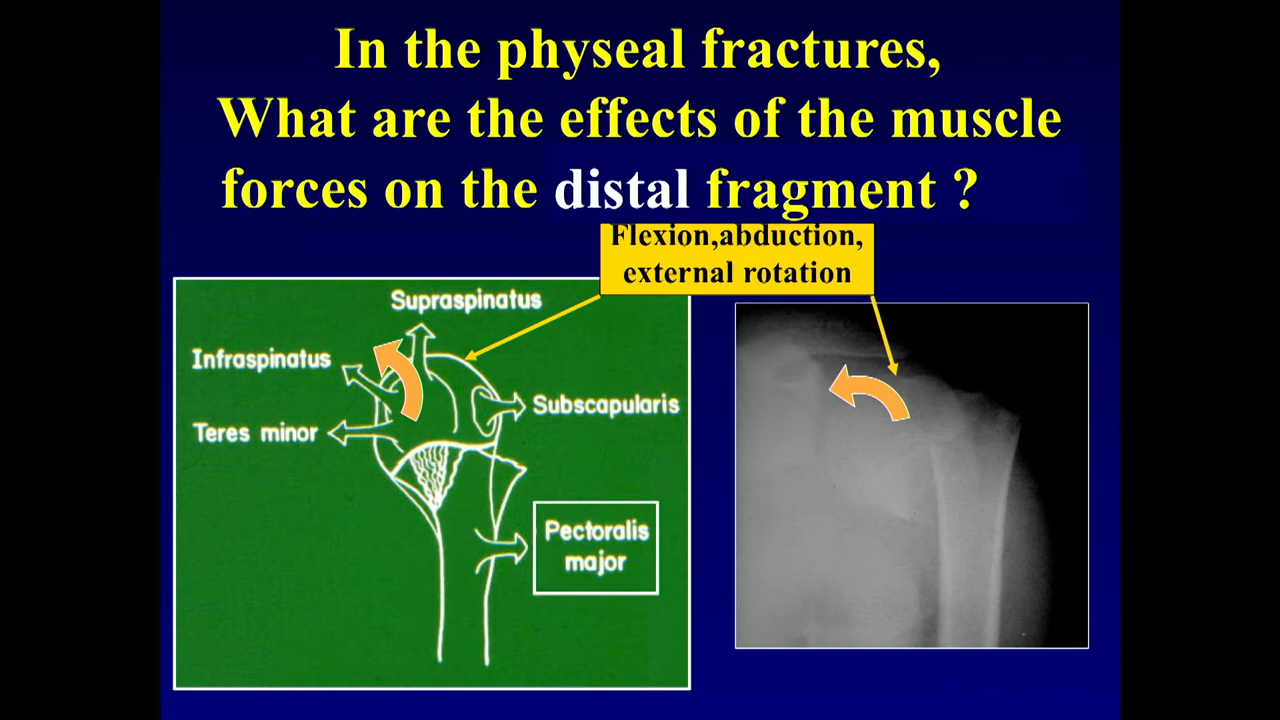 In the physeal fractures,
What are the effects of the muscle
forces on the distal fragment ?
Flexion,abduction,
external rotation
Supraspinatus
Infraspinatus
Subscapularis
Teres minor
Pectoralis
major